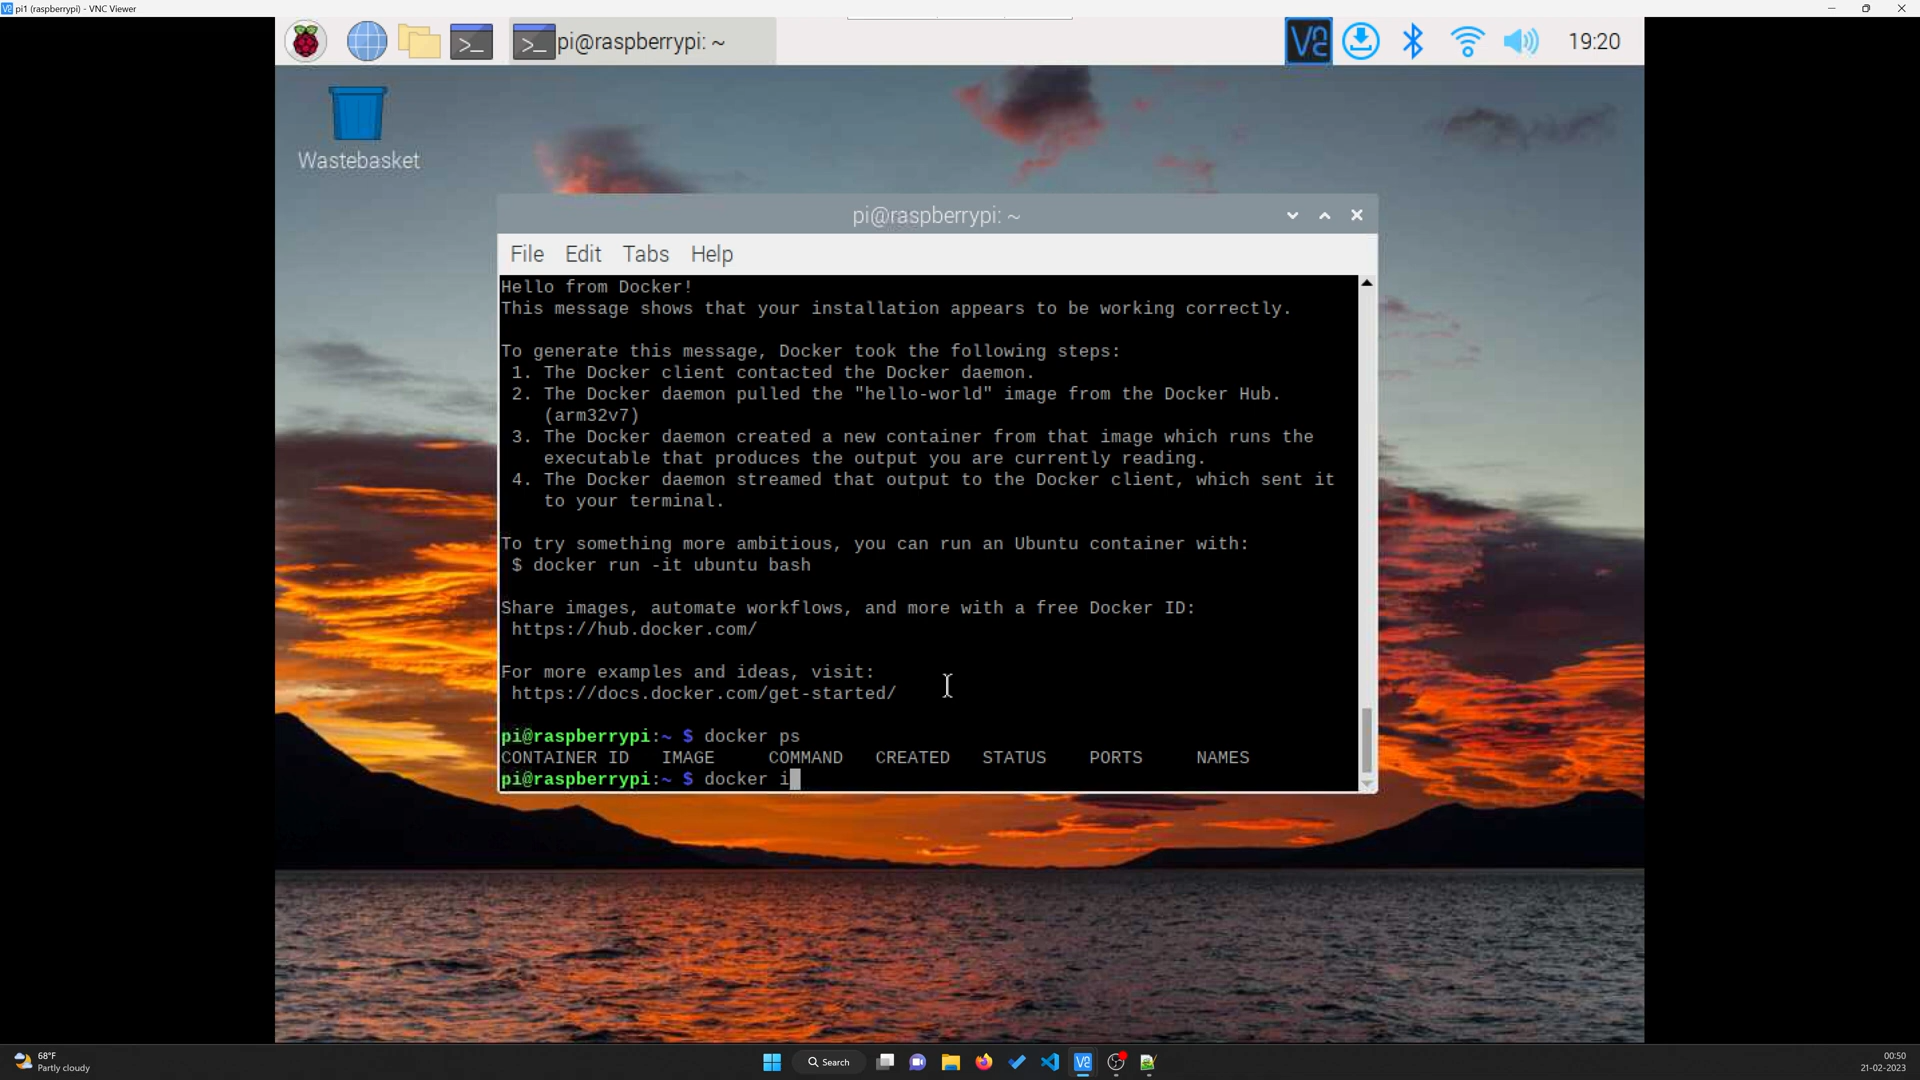 pi1 (raspberrypi) - VNC Viewer
pi@raspberrypi: ~
19:20
Wastebasket
pi@raspberrypi: ~
File Edit Tabs Help
Hello from Docker!
This message shows that your installation appears to be working correctly.
To generate this message, Docker took the following steps:
1. The Docker client contacted the Docker daemon.
2. The Docker daemon pulled the "hello-world" image from the Docker Hub.
(arm32v7)
3. The Docker daemon created a new container from that image which runs the
executable that produces the output you are currently reading.
4. The Docker daemon streamed that output to the Docker client, which sent it
to your terminal.
To try something more ambitious, you can run an Ubuntu container with:
$ docker run -it ubuntu bash
Share images, automate workflows, and more with a free Docker ID:
https://hub.docker.com/
For more examples and ideas, visit:
https://docs.docker.com/get-started/
pi@raspberrypi:~ $ docker ps
CONTAINER ID IMAGE COMMAND CREATED STATUS PORTS NAMES
pi@raspberrypi:~ $ docker i
68°F
Partly cloudy
Search
00:50
21-02-2023